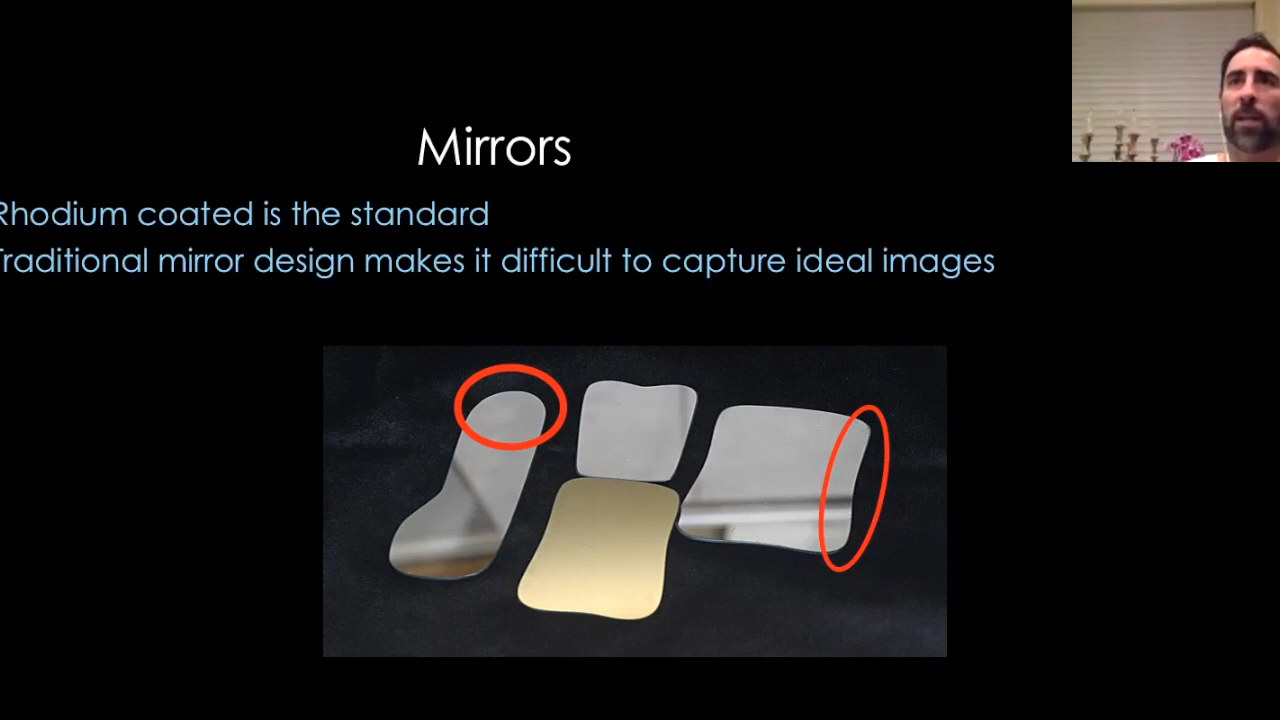 Mirrors
Rhodium coated is the standard
Traditional mirror design makes it difficult to capture ideal images